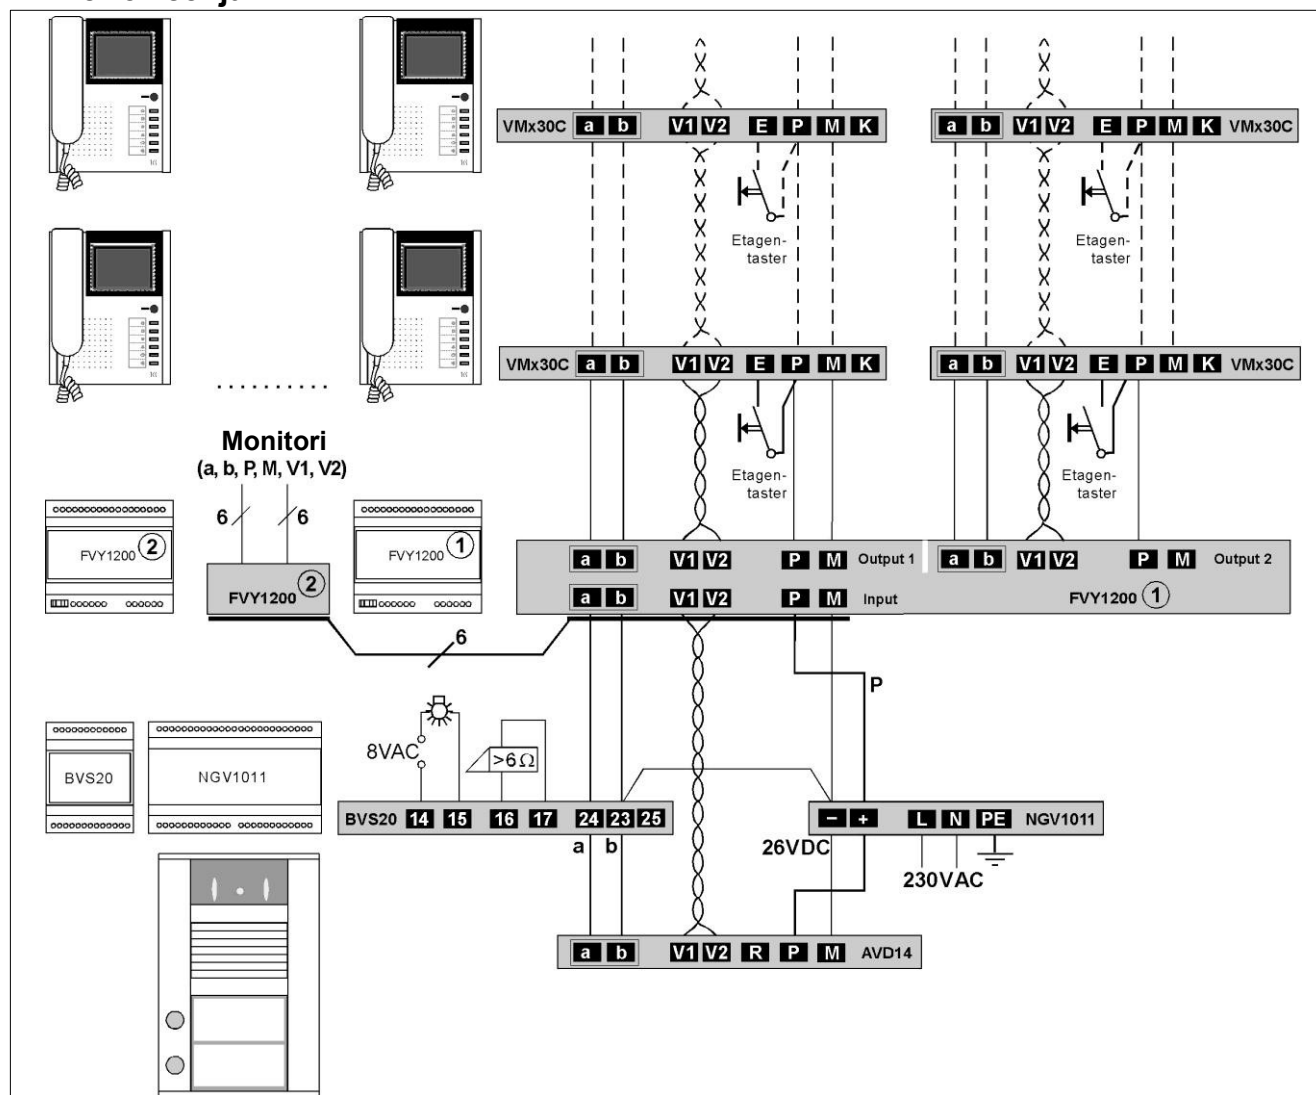 VMx30C a b V1 V2 E P M K
a b V1 V2 E P M K VMx30C
Etagen-
taster
Etagen-
taster
VMx30C a b V1 V2 E P M K
a b V1 V2 E P M K VMx30C
Monitori
(a, b, P, M, V1, V2)
6 6
Etagen-
taster
Etagen-
taster
FVY1200 2
FVY1200 1
FVY1200 2
a b V1 V2 P M Output 1
a b V1 V2 P M Output 2
a b V1 V2 P M Input
FVY1200 1
6
P
BVS20
NGV1011
8VAC
>6 Ω
BVS20 14 15 16 17 24 23 25
a b
– + L N PE NGV1011
26VDC
230VAC
a b V1 V2 R P M AVD14